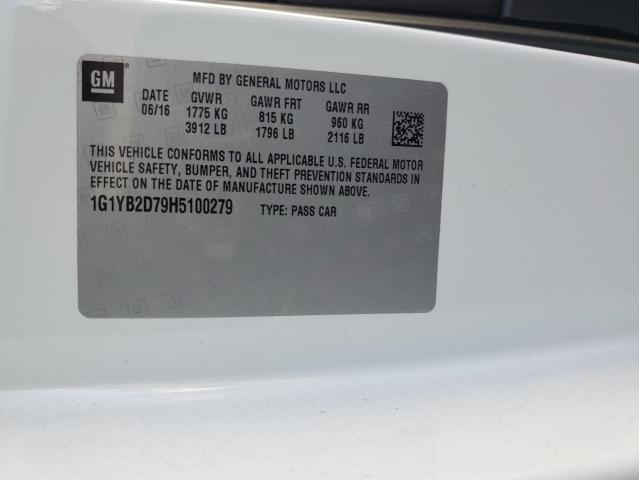 GM
MFD BY GENERAL MOTORS LLC
DATE GVWR GAWR FRT GAWR RR
06/16 1775 KG 815 KG 960 KG
3912 LB 1796 LB 2116 LB
THIS VEHICLE CONFORMS TO ALL APPLICABLE U.S. FEDERAL MOTOR
VEHICLE SAFETY, BUMPER, AND THEFT PREVENTION STANDARDS IN
EFFECT ON THE DATE OF MANUFACTURE SHOWN ABOVE.
1G1YB2D79H5100279 TYPE: PASS CAR